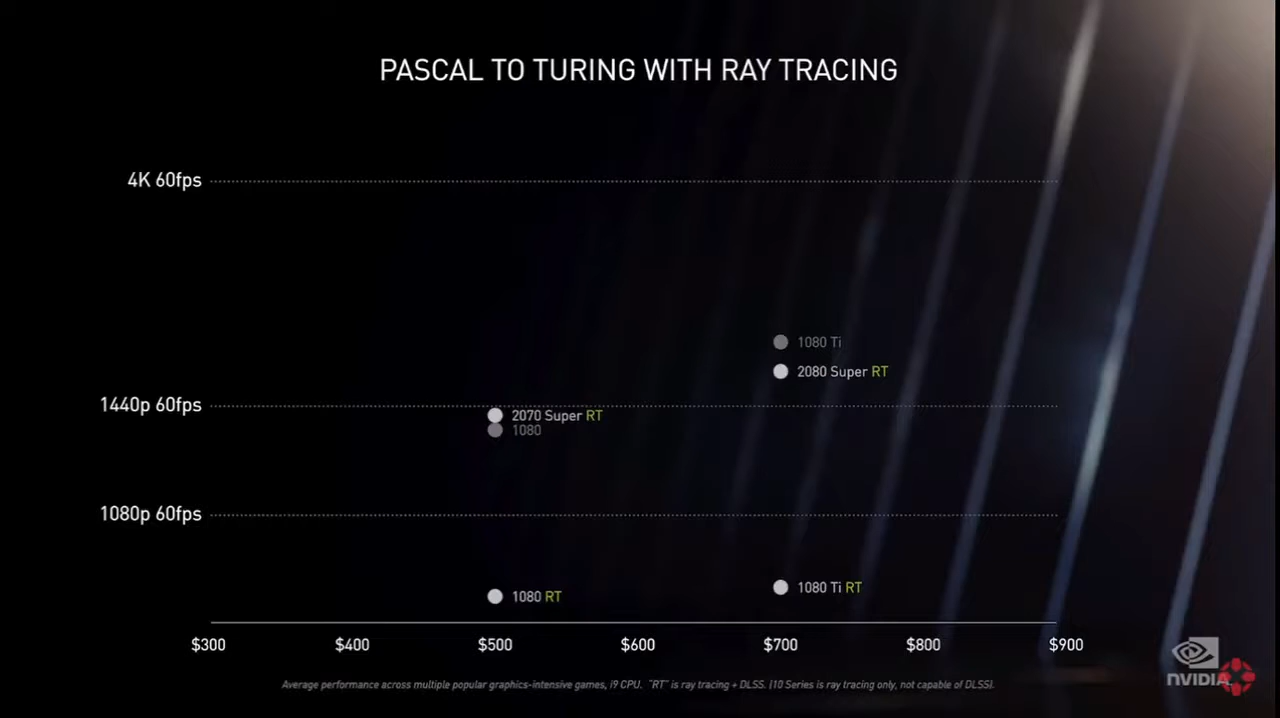 PASCAL TO TURING WITH RAY TRACING
4K 60fps
1080 Ti
2080 Super RT
1440p 60fps
2070 Super RT
1080
1080p 60fps
1080 Ti RT
1080 RT
$300 $400 $500 $600 $700 $800 $900
Average performance across multiple popular graphics-intensive games, i9 CPU. "RT" is ray tracing + DLSS. (10 Series is ray tracing only, not capable of DLSS).
NVIDIA